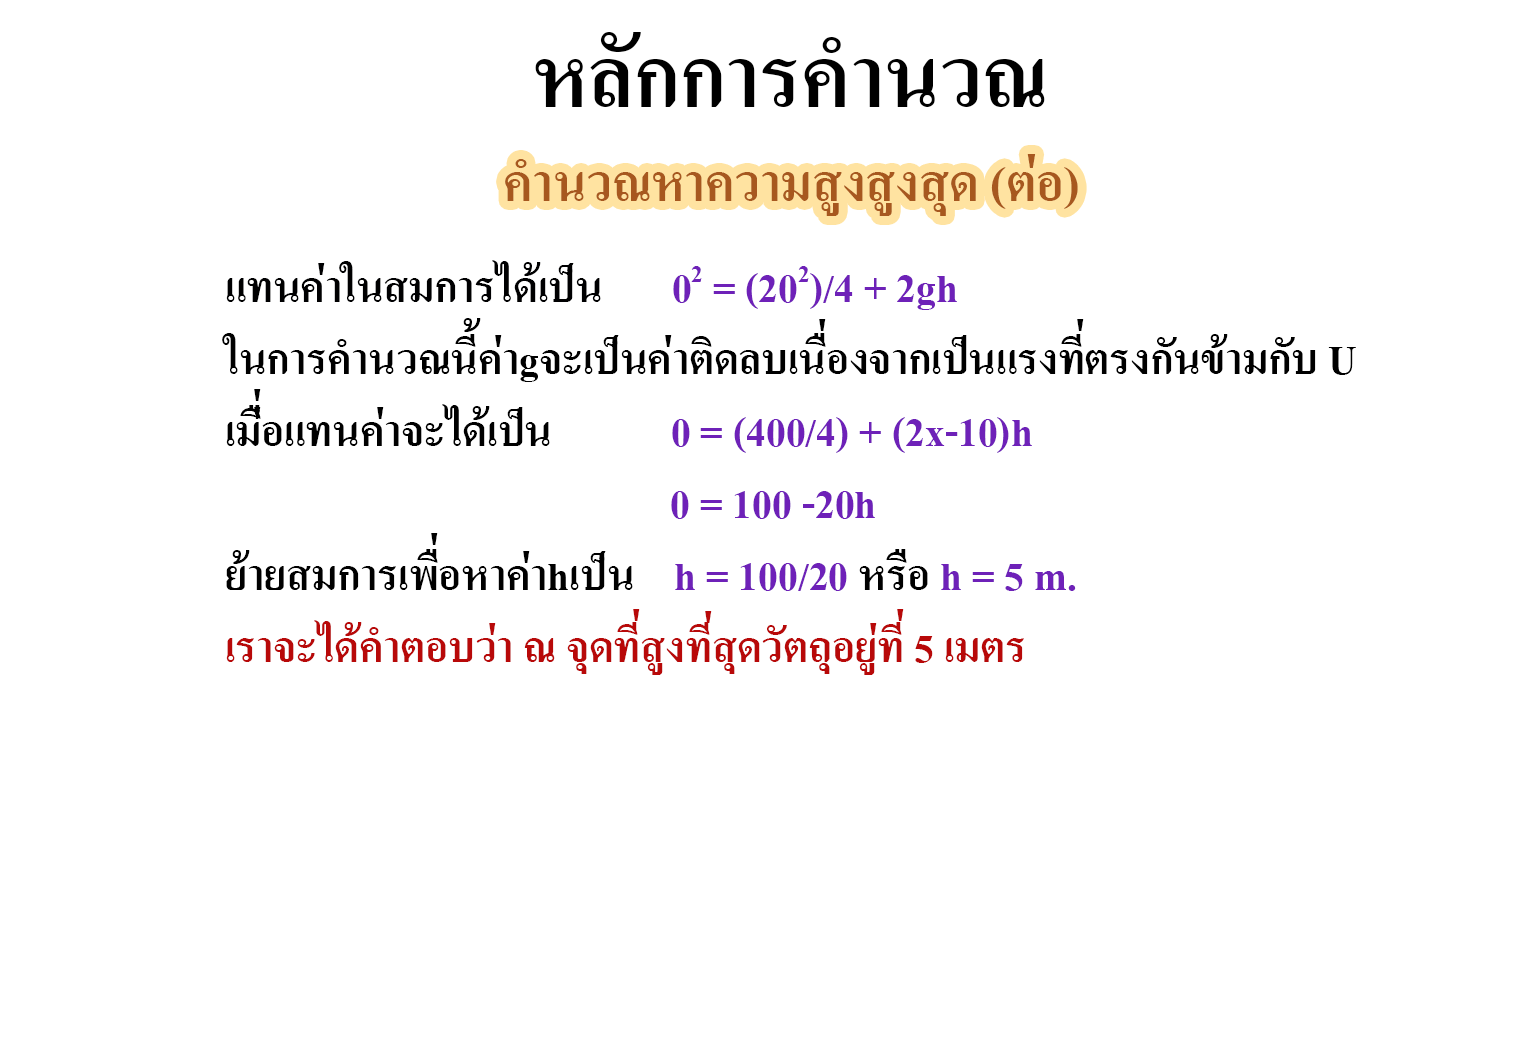 หลักการคำนวณ
คำนวณหาความสูงสูงสุด (ต่อ)
แทนค่าในสมการได้เป็น 0² = (20²)/4 + 2gh
ในการคำนวณนี้ค่าgจะเป็นค่าติดลบเนื่องจากเป็นแรงที่ตรงกันข้ามกับ U
เมื่อแทนค่าจะได้เป็น 0 = (400/4) + (2x-10)h
0 = 100 -20h
ย้ายสมการเพื่อหาค่าhเป็น h = 100/20 หรือ h = 5 m.
เราจะได้คำตอบว่า ณ จุดที่สูงที่สุดวัตถุอยู่ที่ 5 เมตร